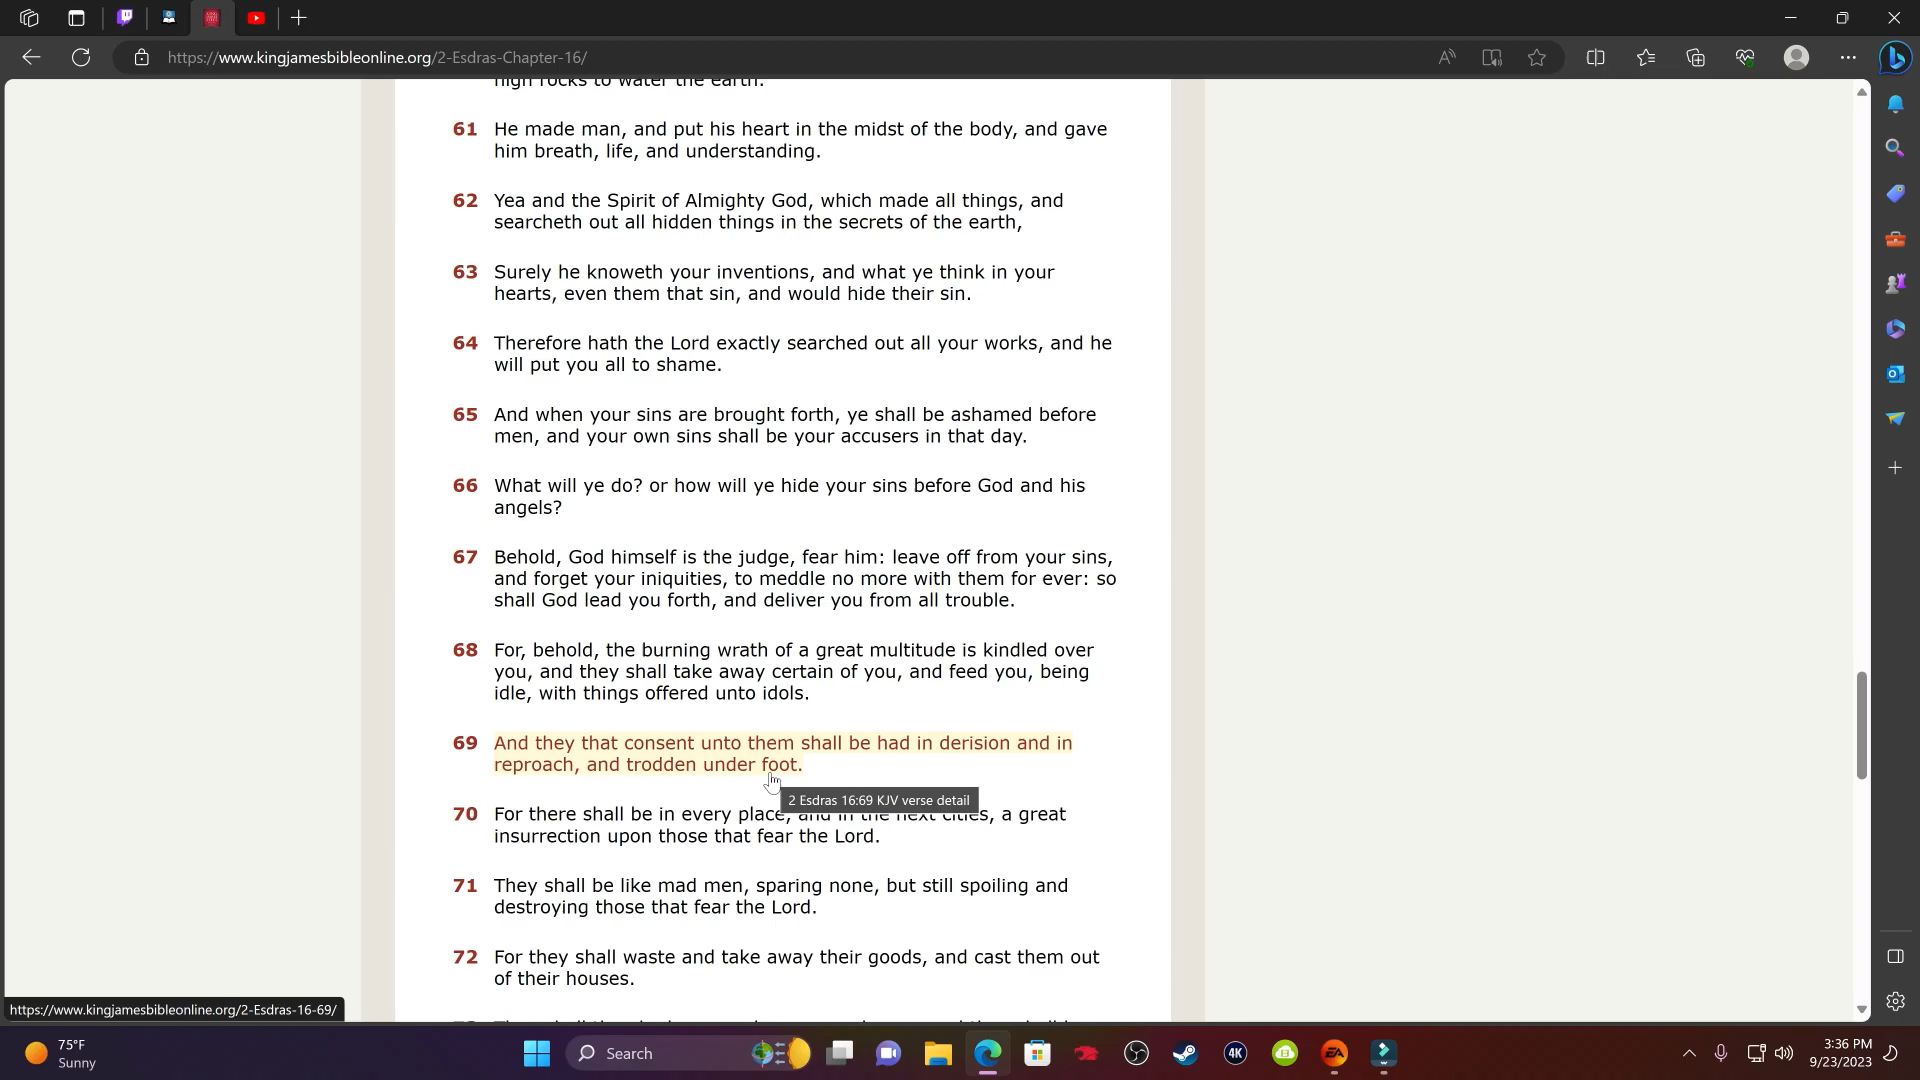 https://www.kingjamesbibleonline.org/2-Esdras-Chapter-16/
high rocks to water the earth.
61 He made man, and put his heart in the midst of the body, and gave
him breath, life, and understanding.
62 Yea and the Spirit of Almighty God, which made all things, and
searcheth out all hidden things in the secrets of the earth,
63 Surely he knoweth your inventions, and what ye think in your
hearts, even them that sin, and would hide their sin.
64 Therefore hath the Lord exactly searched out all your works, and he
will put you all to shame.
65 And when your sins are brought forth, ye shall be ashamed before
men, and your own sins shall be your accusers in that day.
66 What will ye do? or how will ye hide your sins before God and his
angels?
67 Behold, God himself is the judge, fear him: leave off from your sins,
and forget your iniquities, to meddle no more with them for ever: so
shall God lead you forth, and deliver you from all trouble.
68 For, behold, the burning wrath of a great multitude is kindled over
you, and they shall take away certain of you, and feed you, being
idle, with things offered unto idols.
69 And they that consent unto them shall be had in derision and in
reproach, and trodden under foot.
2 Esdras 16:69 KJV verse detail
70 For there shall be in every place, and in the next cities, a great
insurrection upon those that fear the Lord.
71 They shall be like mad men, sparing none, but still spoiling and
destroying those that fear the Lord.
72 For they shall waste and take away their goods, and cast them out
of their houses.
https://www.kingjamesbibleonline.org/2-Esdras-16-69/
75°F
Sunny
Search
4K
EA
3:36 PM
9/23/2023